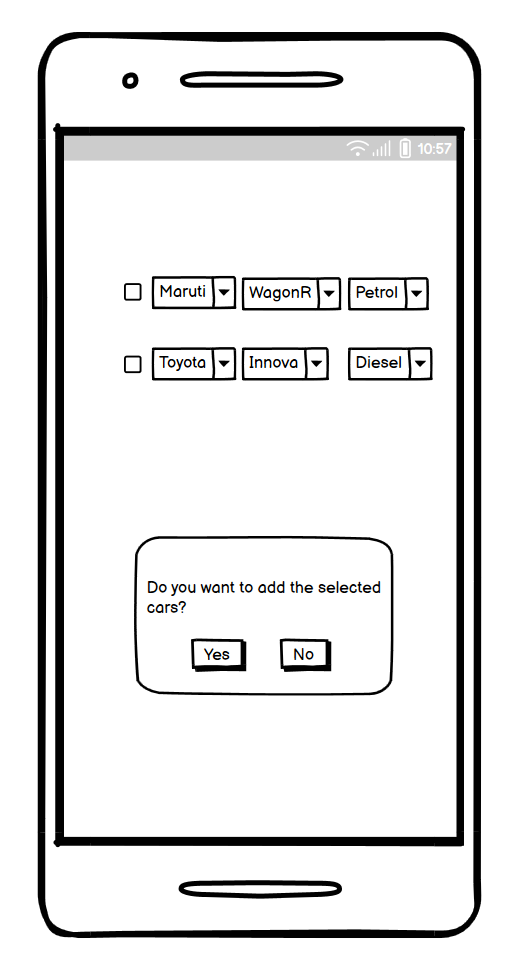 10:57
Maruti WagonR Petrol
Toyota Innova Diesel
Do you want to add the selected
cars?
Yes No